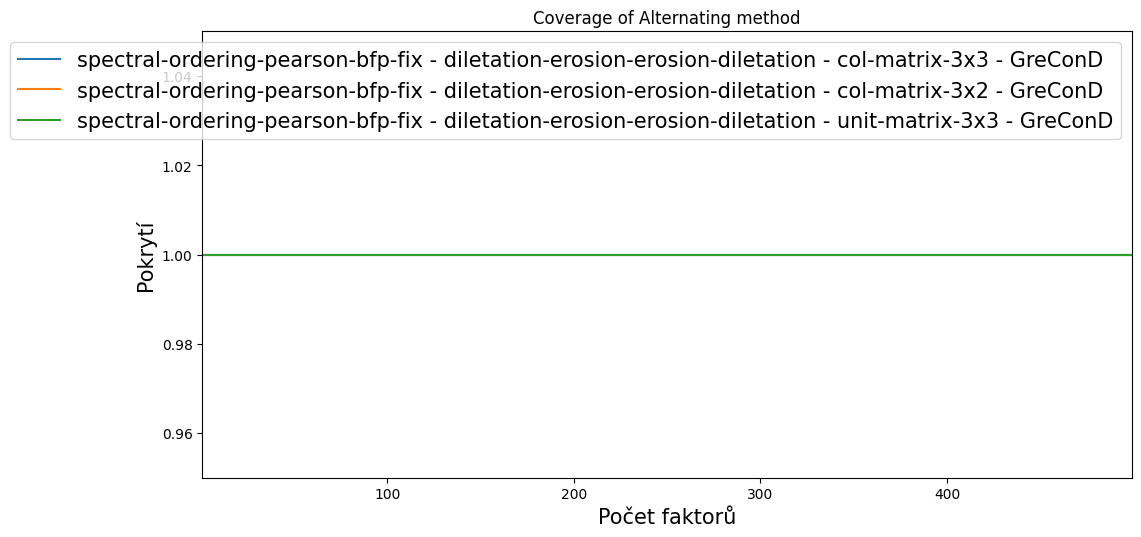 Coverage of Alternating method
spectral-ordering-pearson-bfp-fix - diletation-erosion-erosion-diletation - col-matrix-3x3 - GreConD
1.04
spectral-ordering-pearson-bfp-fix - diletation-erosion-erosion-diletation - col-matrix-3x2 - GreConD
spectral-ordering-pearson-bfp-fix - diletation-erosion-erosion-diletation - unit-matrix-3x3 - GreConD
1.02
Pokrytí
1.00
0.98
0.96
100 200 300 400
Počet faktorů